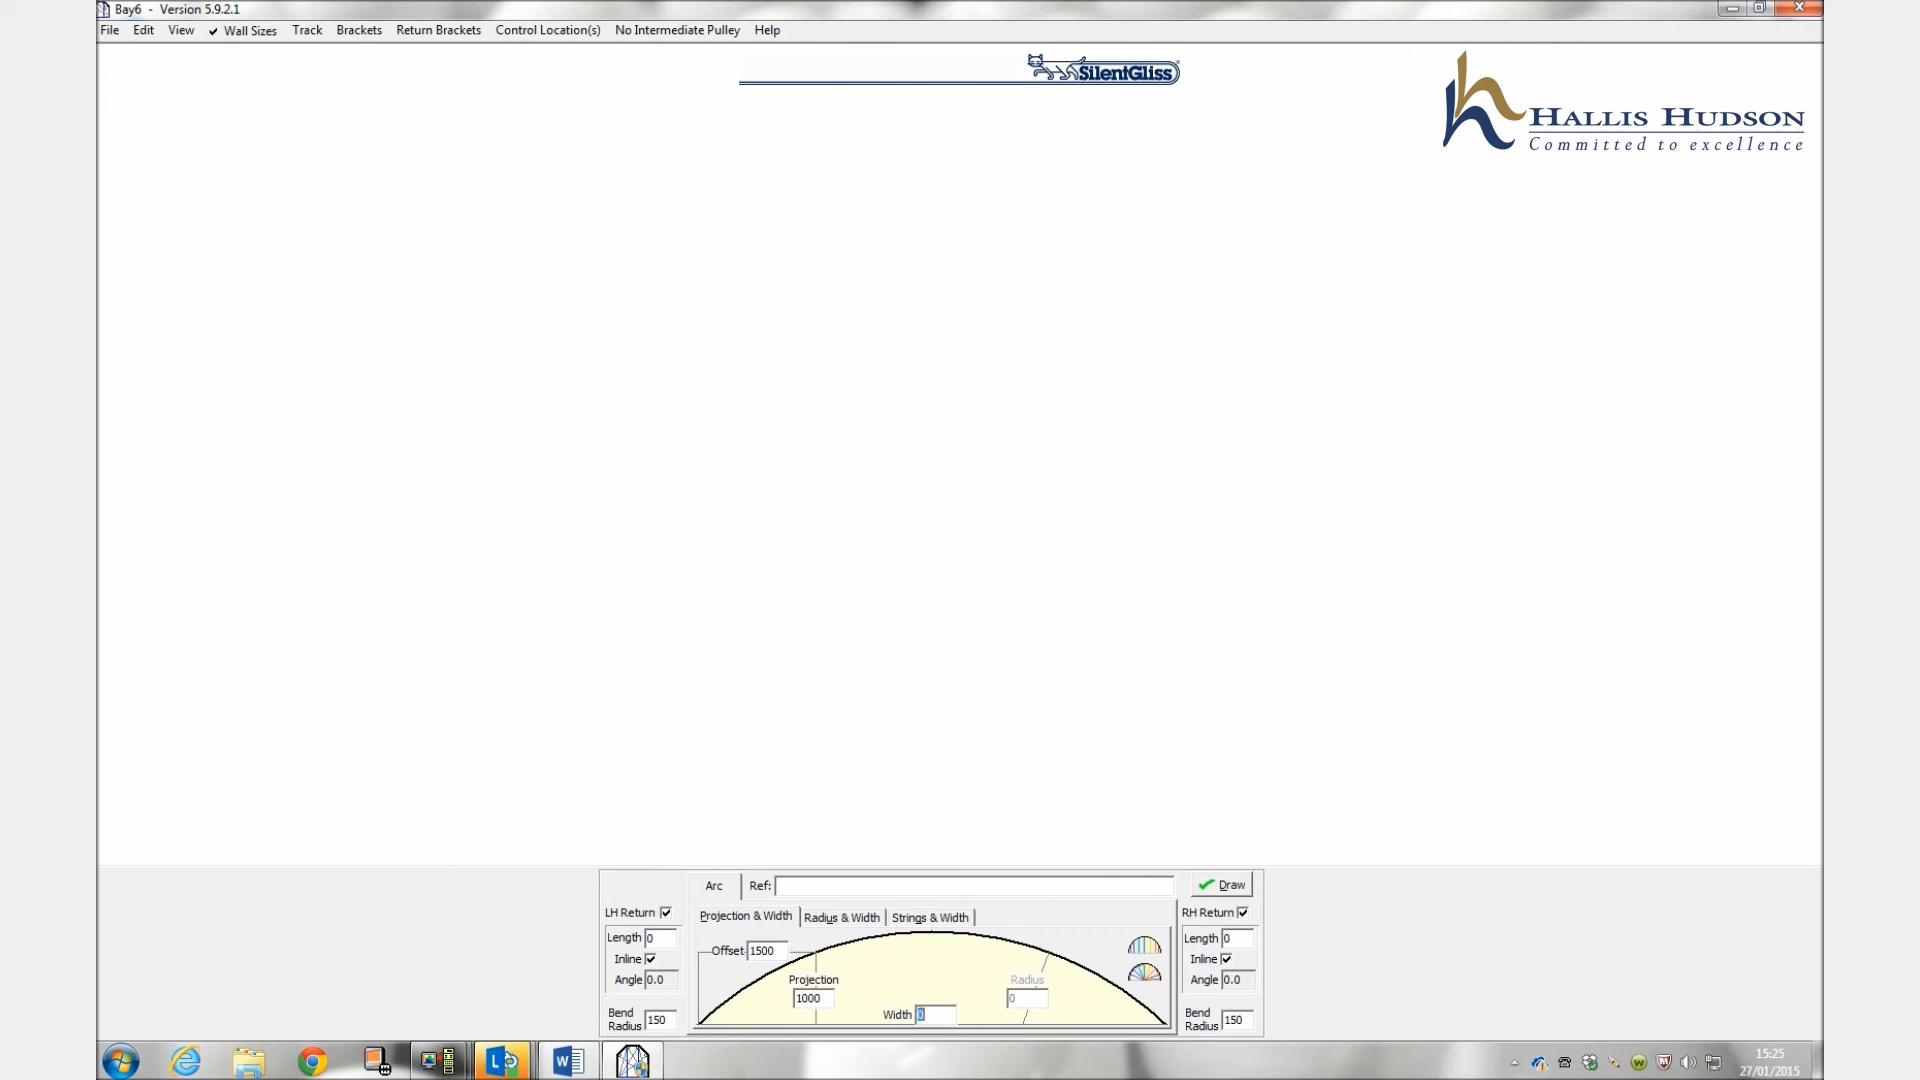 Bay6 - Version 5.9.2.1
File Edit View ✔ Wall Sizes Track Brackets Return Brackets Control Location(s) No Intermediate Pulley Help
SilentGliss
HALLIS HUDSON
Committed to excellence
Arc Ref: Draw
LH Return Projection & Width Radius & Width Strings & Width RH Return
Length 0 Offset 1500 Length 0
Inline Inline
Angle 0.0 Projection Radius Angle 0.0
1000 0
Bend Radius 150 Width 0 Bend Radius 150
15:25
27/01/2015